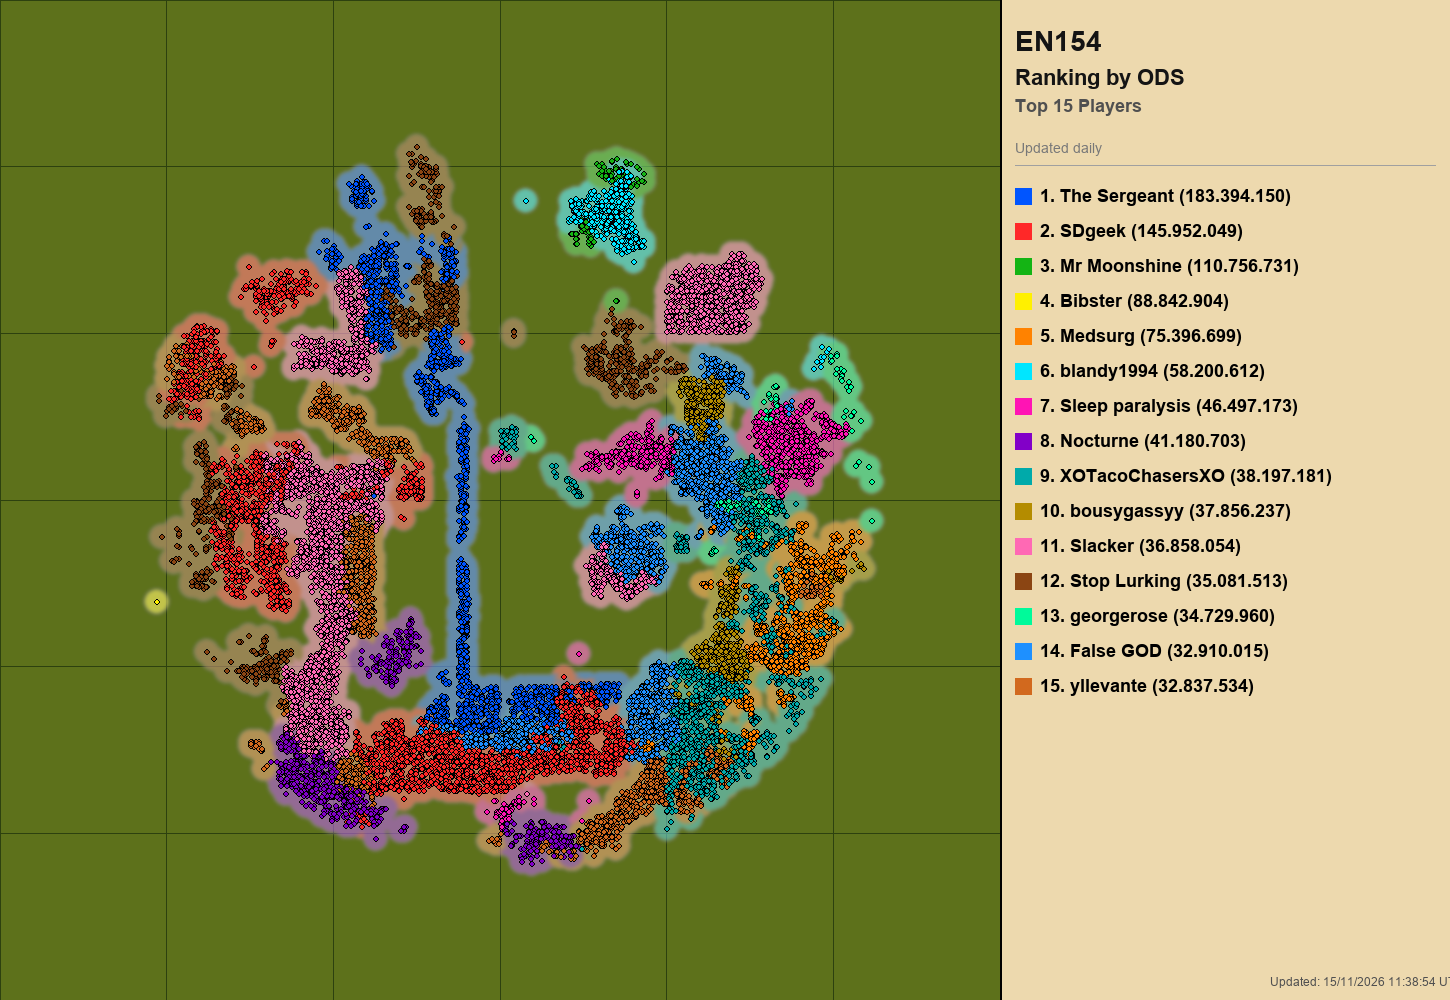 EN154
Ranking by ODS
Top 15 Players
Updated daily
1. The Sergeant (183.394.150)
2. SDgeek (145.952.049)
3. Mr Moonshine (110.756.731)
4. Bibster (88.842.904)
5. Medsurg (75.396.699)
6. blandy1994 (58.200.612)
7. Sleep paralysis (46.497.173)
8. Nocturne (41.180.703)
9. XOTacoChasersXO (38.197.181)
10. bousygassyy (37.856.237)
11. Slacker (36.858.054)
12. Stop Lurking (35.081.513)
13. georgerose (34.729.960)
14. False GOD (32.910.015)
15. yllevante (32.837.534)
Updated: 15/11/2026 11:38:54 U